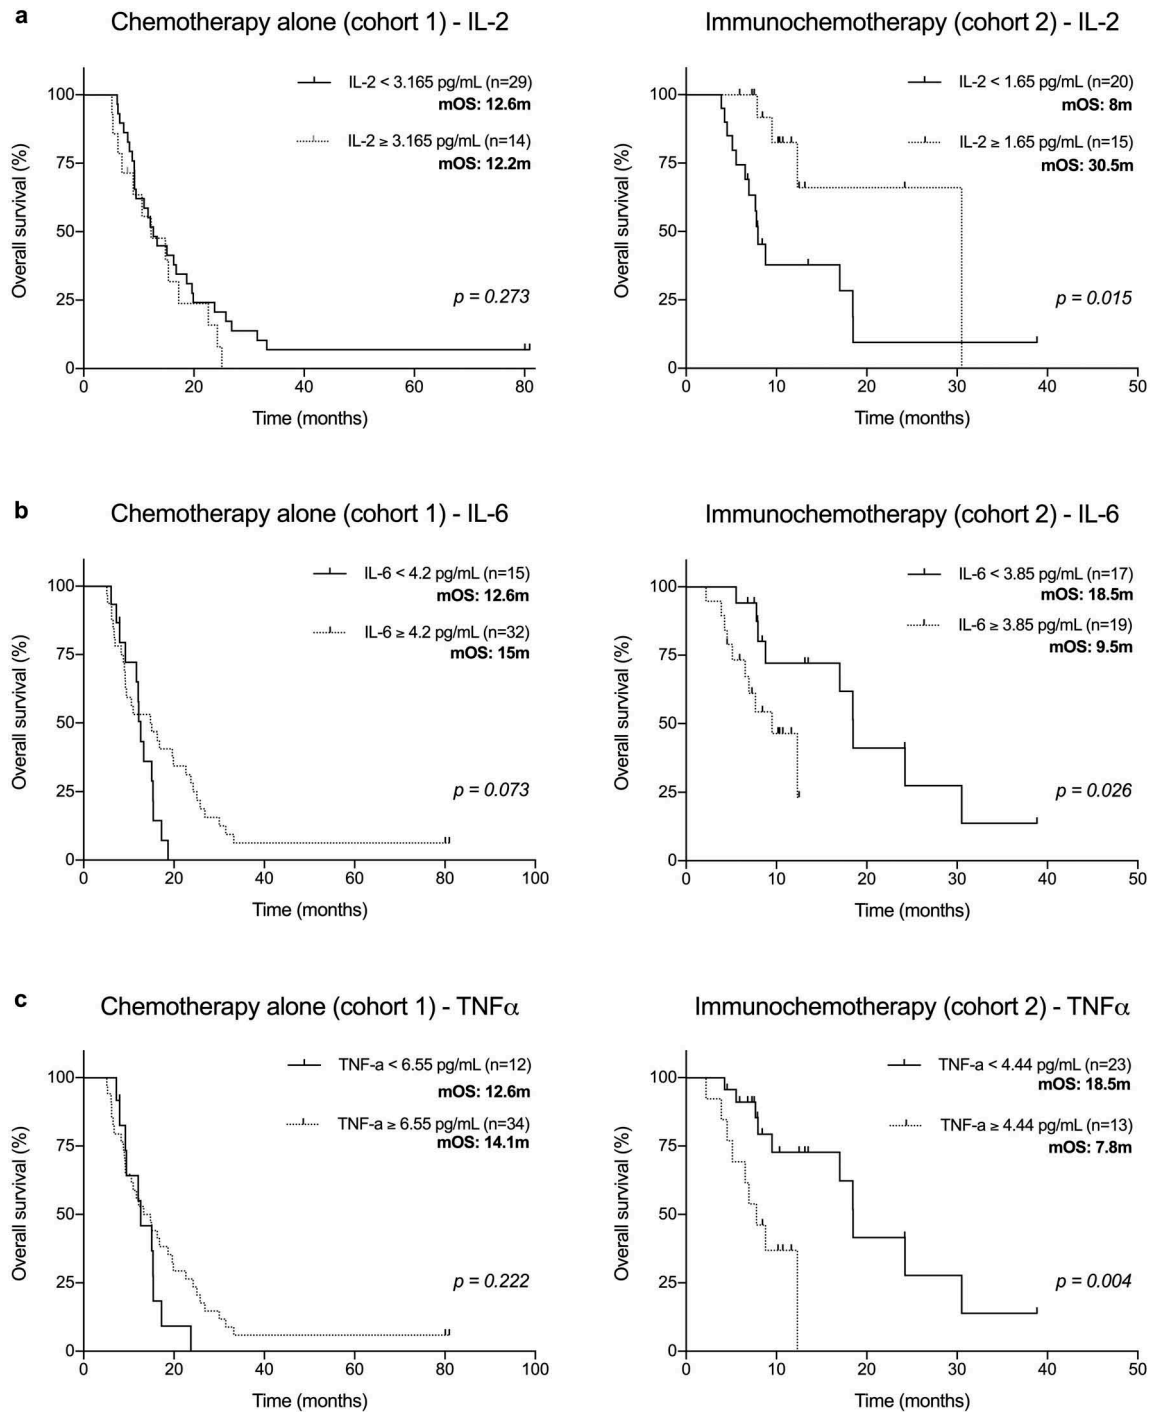 a
Chemotherapy alone (cohort 1) - IL-2
IL-2 < 3.165 pg/mL (n=29)
mOS: 12.6m
IL-2 ≥ 3.165 pg/mL (n=14)
mOS: 12.2m
Overall survival (%)
100
75
50
25
0
p = 0.273
0 20 40 60 80
Time (months)
Immunochemotherapy (cohort 2) - IL-2
IL-2 < 1.65 pg/mL (n=20)
mOS: 8m
IL-2 ≥ 1.65 pg/mL (n=15)
mOS: 30.5m
Overall survival (%)
100
75
50
25
0
p = 0.015
0 10 20 30 40 50
Time (months)
b
Chemotherapy alone (cohort 1) - IL-6
IL-6 < 4.2 pg/mL (n=15)
mOS: 12.6m
IL-6 ≥ 4.2 pg/mL (n=32)
mOS: 15m
Overall survival (%)
100
75
50
25
0
p = 0.073
0 20 40 60 80 100
Time (months)
Immunochemotherapy (cohort 2) - IL-6
IL-6 < 3.85 pg/mL (n=17)
mOS: 18.5m
IL-6 ≥ 3.85 pg/mL (n=19)
mOS: 9.5m
Overall survival (%)
100
75
50
25
0
p = 0.026
0 10 20 30 40 50
Time (months)
c
Chemotherapy alone (cohort 1) - TNFα
TNF-a < 6.55 pg/mL (n=12)
mOS: 12.6m
TNF-a ≥ 6.55 pg/mL (n=34)
mOS: 14.1m
Overall survival (%)
100
75
50
25
0
p = 0.222
0 20 40 60 80 100
Time (months)
Immunochemotherapy (cohort 2) - TNFα
TNF-a < 4.44 pg/mL (n=23)
mOS: 18.5m
TNF-a ≥ 4.44 pg/mL (n=13)
mOS: 7.8m
Overall survival (%)
100
75
50
25
0
p = 0.004
0 10 20 30 40 50
Time (months)